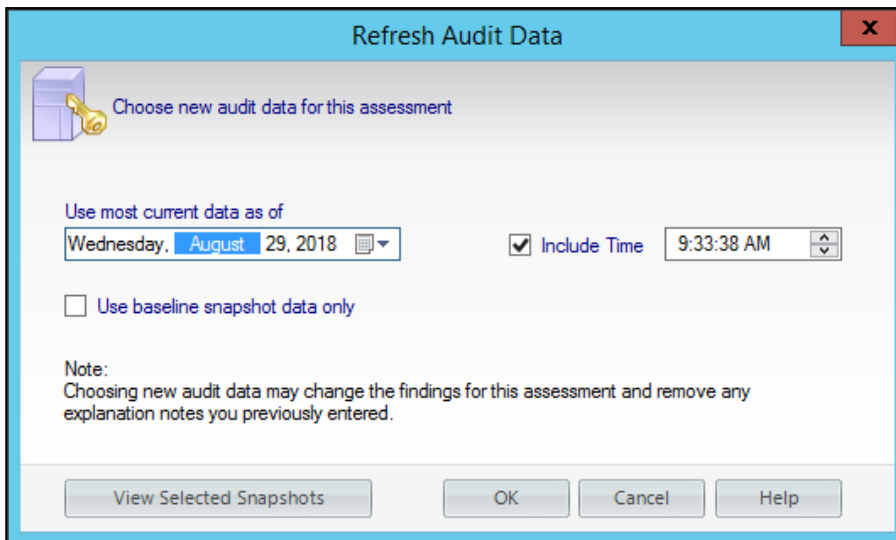 Refresh Audit Data
x
Choose new audit data for this assessment
Use most current data as of
Wednesday, August 29, 2018
Include Time 9:33:38 AM
Use baseline snapshot data only
Note:
Choosing new audit data may change the findings for this assessment and remove any
explanation notes you previously entered.
View Selected Snapshots OK Cancel Help